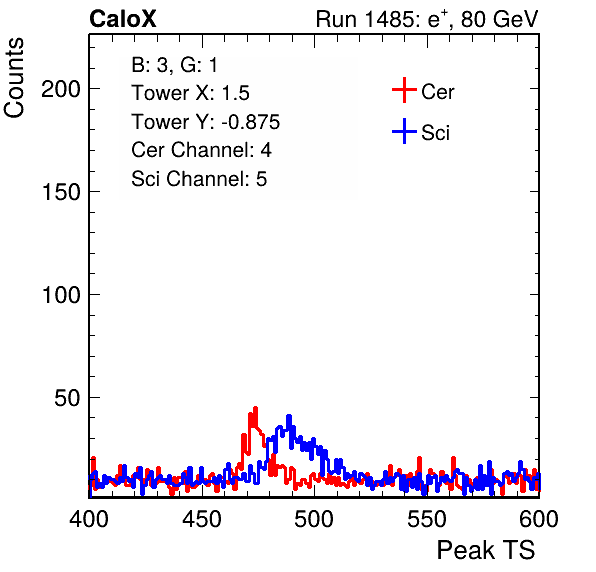 CaloX
Run 1485: e⁺, 80 GeV
Counts
B: 3, G: 1
Tower X: 1.5
Tower Y: -0.875
Cer Channel: 4
Sci Channel: 5
Cer
Sci
200
150
100
50
400 450 500 550 600
Peak TS